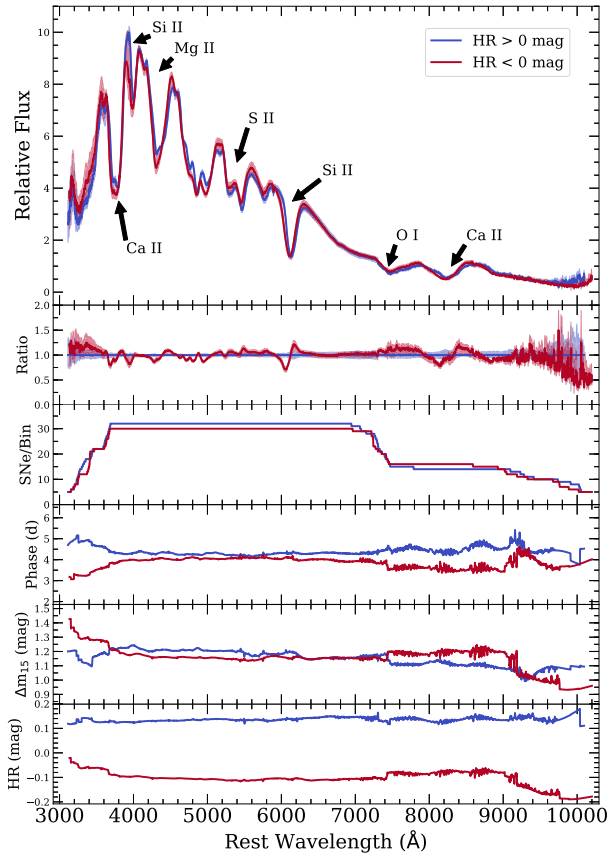 Si II
Mg II
HR > 0 mag
HR < 0 mag
S II
Si II
Ca II
O I
Ca II
Relative Flux
10
8
6
4
2
0
Ratio
2.0
1.5
1.0
0.5
0.0
SNe/Bin
30
20
10
0
Phase (d)
6
5
4
3
2
Δm15 (mag)
1.5
1.4
1.3
1.2
1.1
1.0
0.9
HR (mag)
0.2
0.1
0.0
−0.1
−0.2
3000 4000 5000 6000 7000 8000 9000 10000
Rest Wavelength (Å)